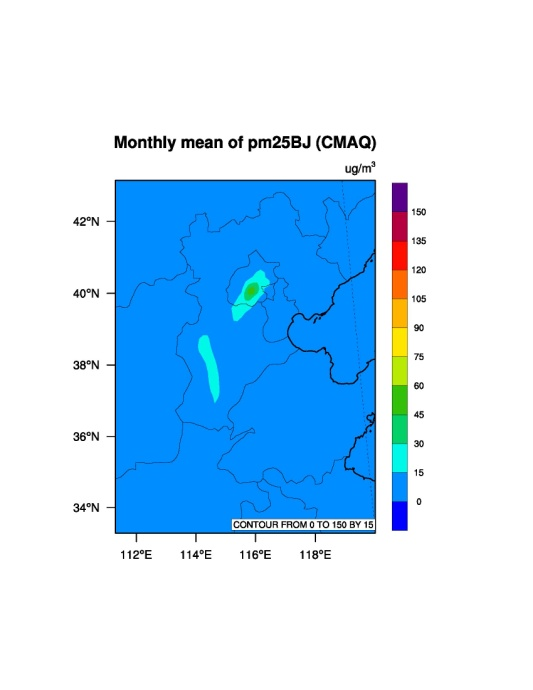 Monthly mean of pm25BJ (CMAQ)
ug/m³
42°N
40°N
38°N
36°N
34°N
112°E 114°E 116°E 118°E
CONTOUR FROM 0 TO 150 BY 15
150
135
120
105
90
75
60
45
30
15
0